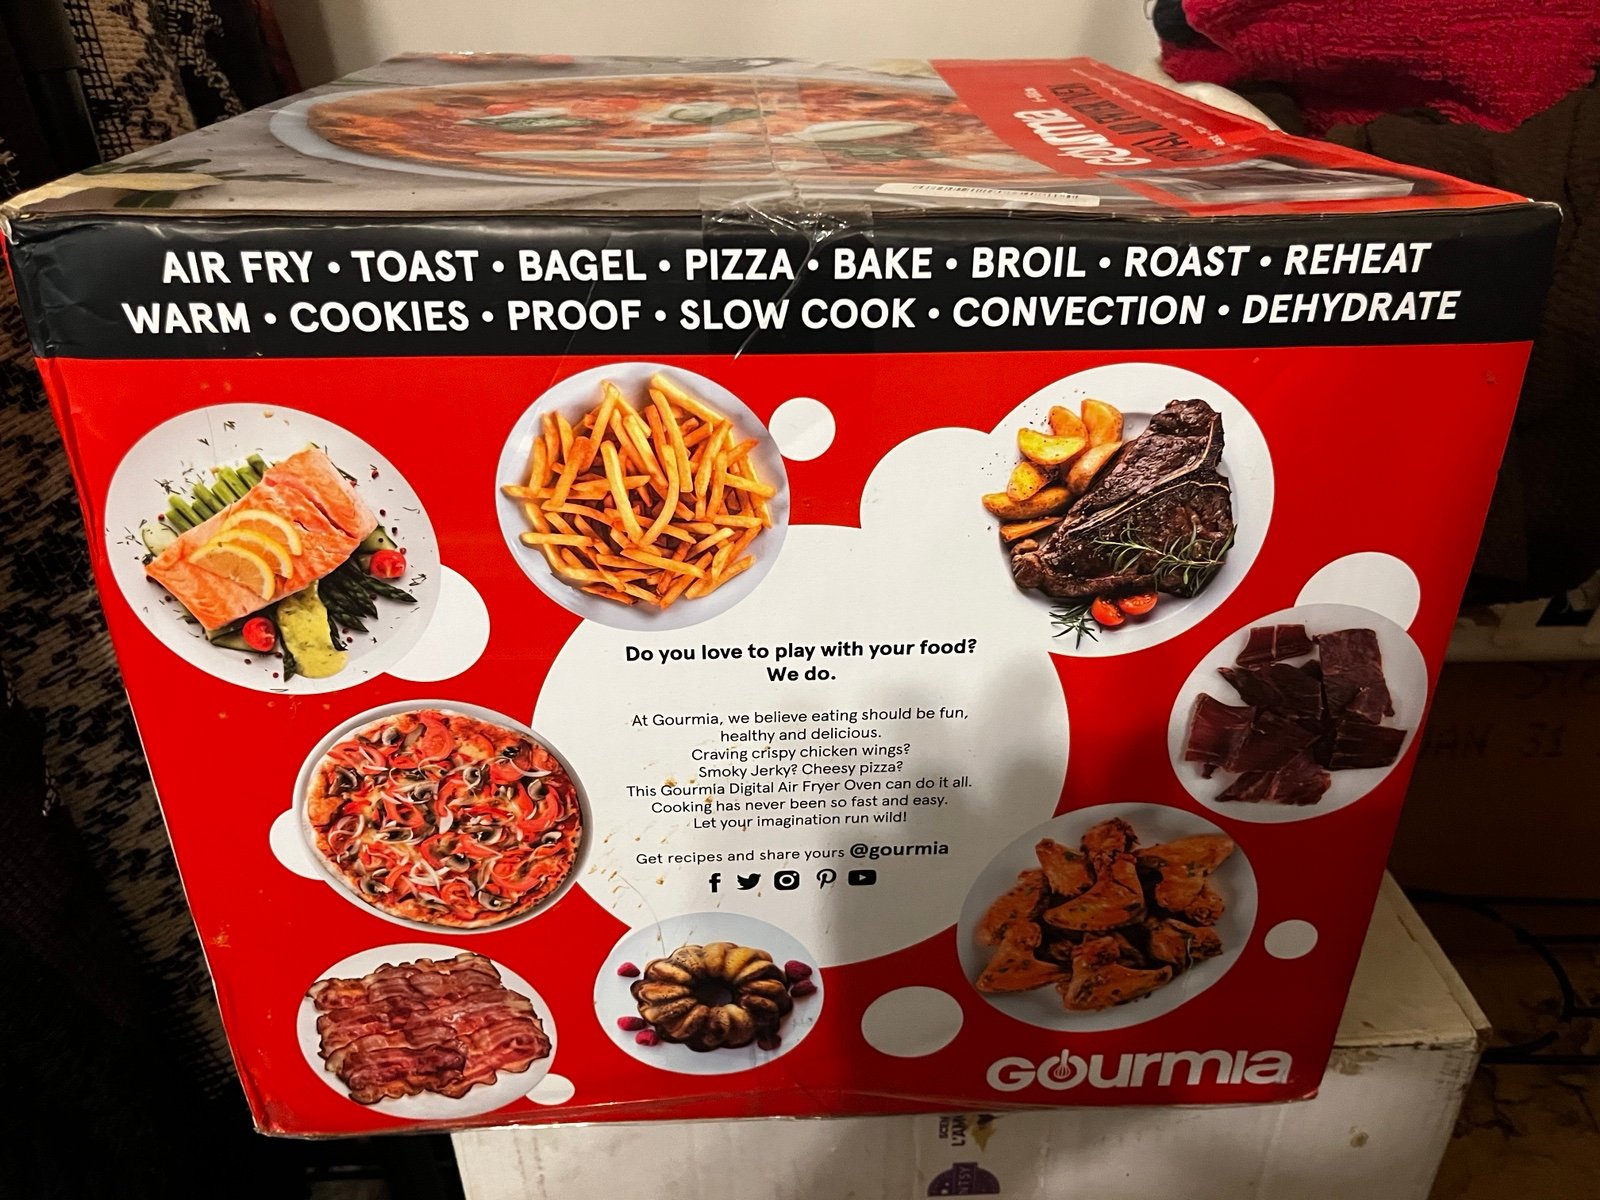 Gourmia
AIR FRY • TOAST • BAGEL • PIZZA • BAKE • BROIL • ROAST • REHEAT
WARM • COOKIES • PROOF • SLOW COOK • CONVECTION • DEHYDRATE
Do you love to play with your food?
We do.
At Gourmia, we believe eating should be fun,
healthy and delicious.
Craving crispy chicken wings?
Smoky Jerky? Cheesy pizza?
This Gourmia Digital Air Fryer Oven can do it all.
Cooking has never been so fast and easy.
Let your imagination run wild!
Get recipes and share yours @gourmia
GOurmia